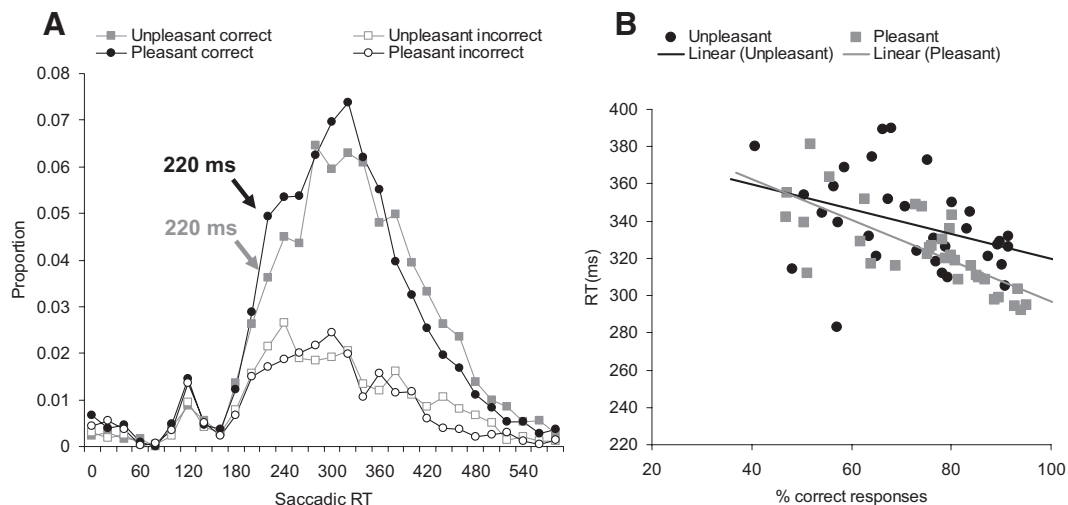 A
Unpleasant correct
Unpleasant incorrect
Pleasant correct
Pleasant incorrect
0.08
0.07
0.06
0.05
0.04
0.03
0.02
0.01
0
Proportion
220 ms
220 ms
0 60 120 180 240 300 360 420 480 540
Saccadic RT
B
Unpleasant
Pleasant
Linear (Unpleasant)
Linear (Pleasant)
400
380
360
340
320
300
280
260
240
220
RT(ms)
20 40 60 80 100
% correct responses